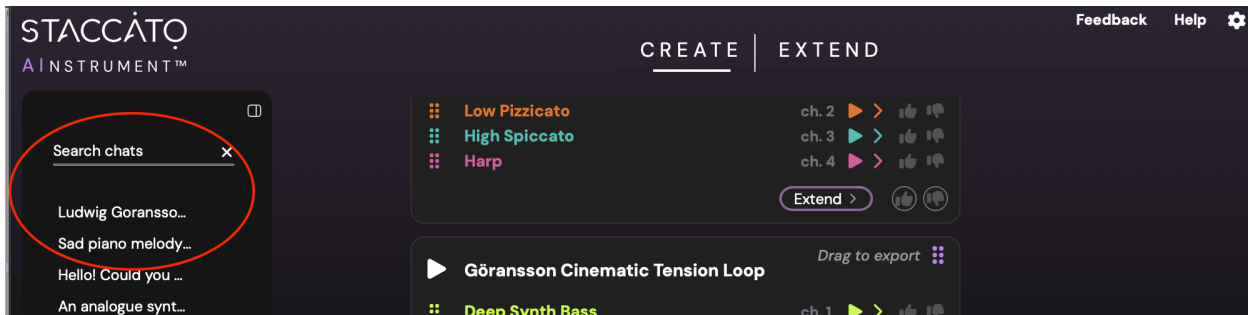 STACCATO
AINSTRUMENT™
CREATE
EXTEND
Feedback
Help
Search chats
Ludwig Goransso...
Sad piano melody...
Hello! Could you ...
An analogue synt...
Low Pizzicato
ch. 2
High Spiccato
ch. 3
Harp
ch. 4
Extend >
Drag to export
Göransson Cinematic Tension Loop
Deep Synth Bass
ch. 1